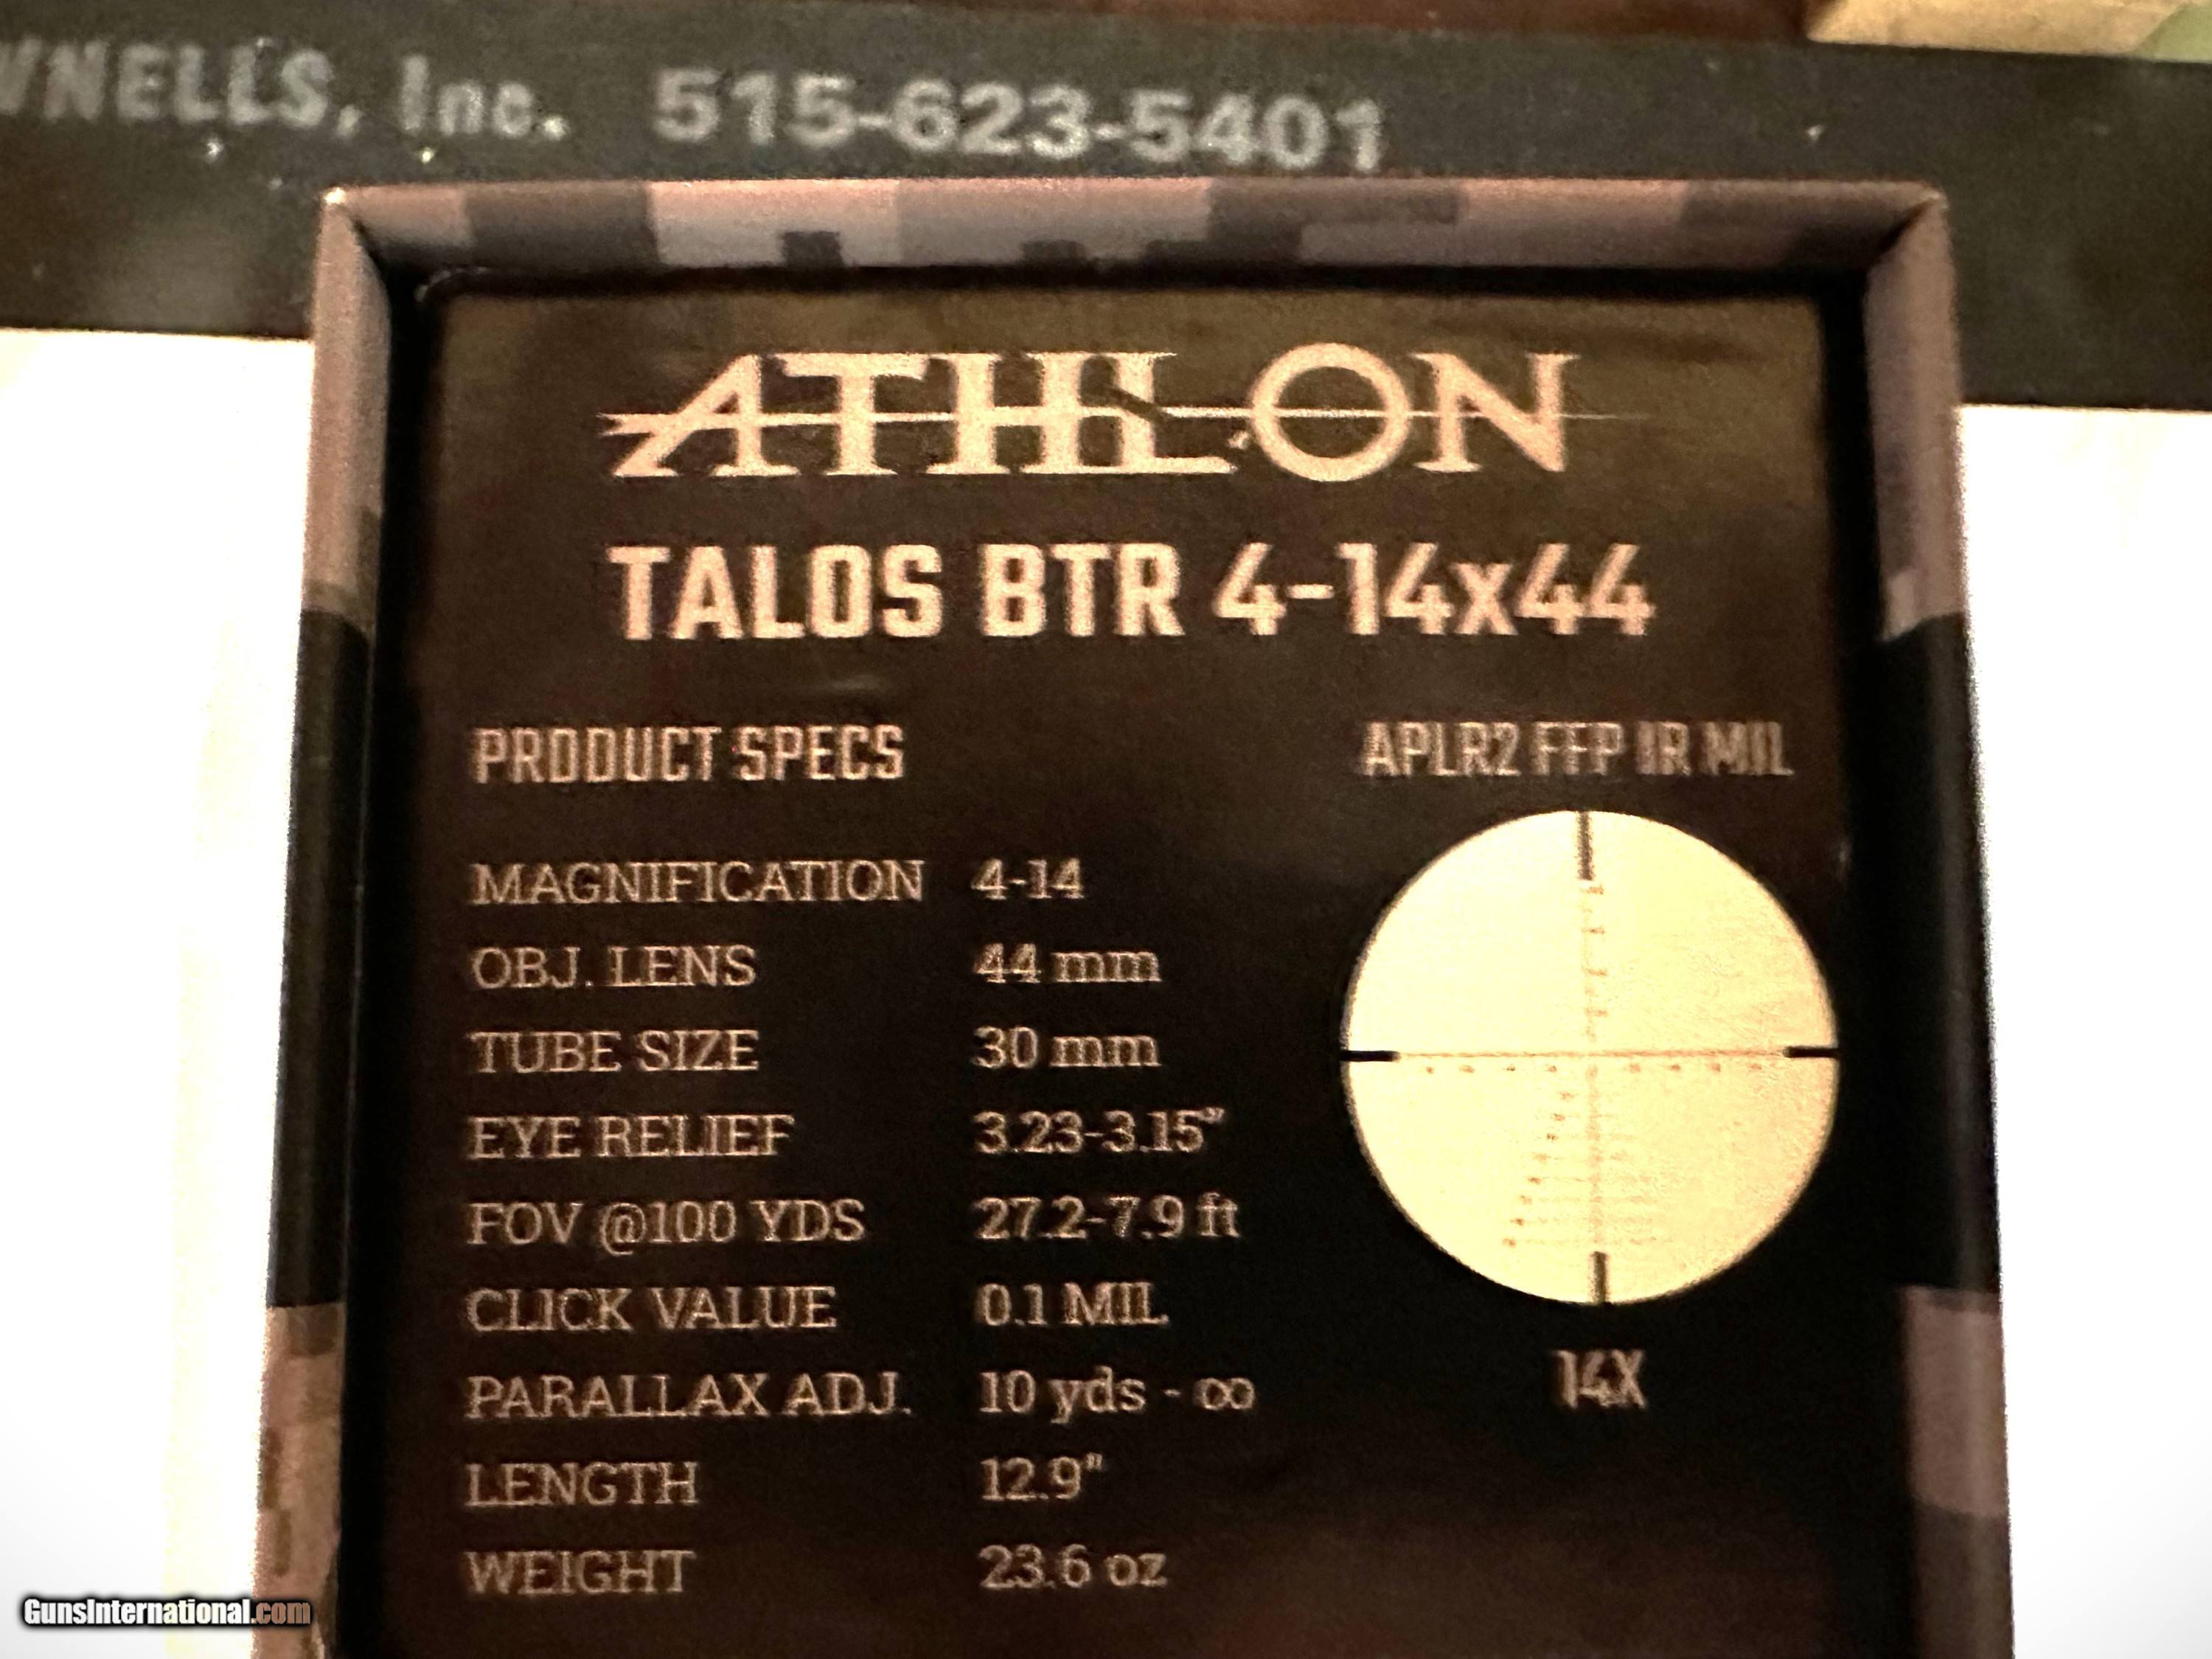 INC. 515-623-5401
ATHLON
TALOS BTR 4-14x44
PRODUCT SPECS
APLR2 FFP IR MIL
MAGNIFICATION 4-14
OBJ. LENS 44 mm
TUBE SIZE 30 mm
EYE RELIEF 3.23-3.15"
FOV @100 YDS 27.2-7.9 ft
CLICK VALUE 0.1 MIL
PARALLAX ADJ. 10 yds - ∞
LENGTH 12.9"
WEIGHT 23.6 oz
14X
GunsInternational.com